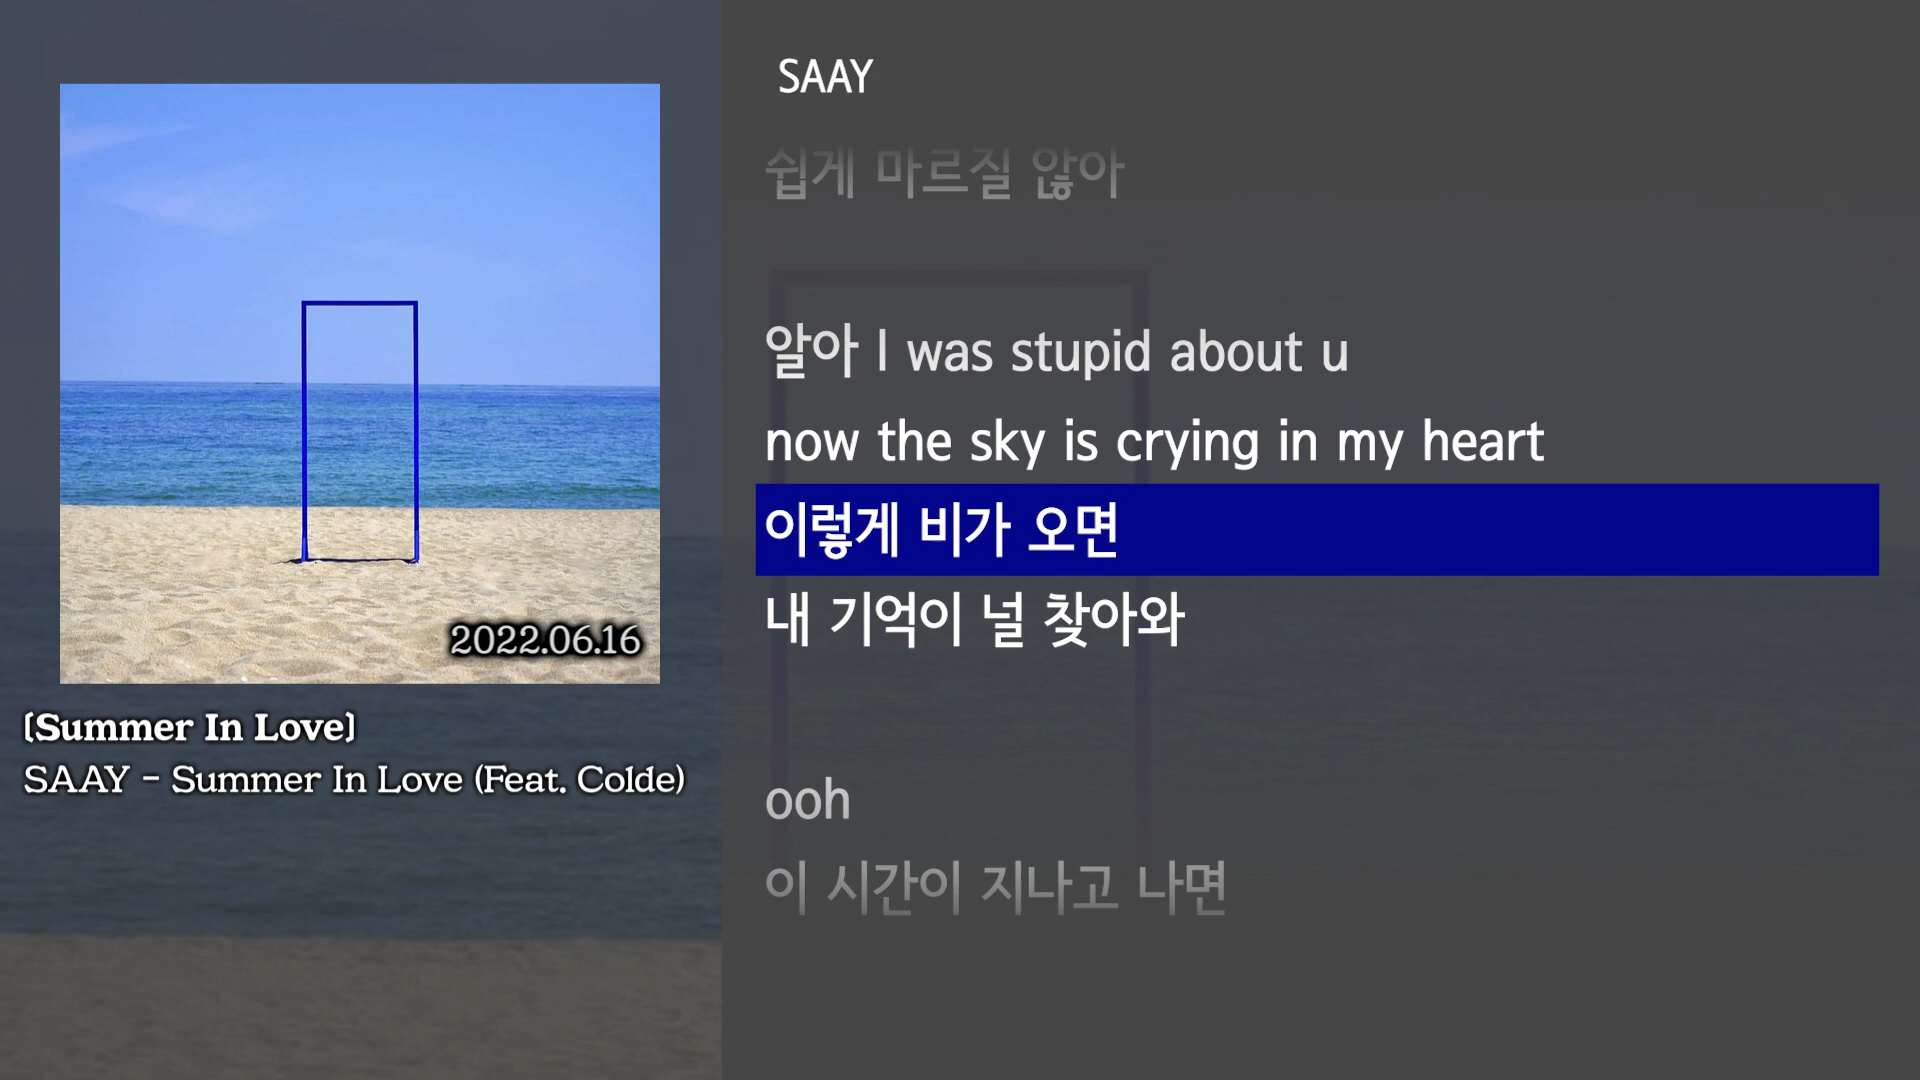 2022.06.16
[Summer In Love]
SAAY - Summer In Love (Feat. Colde)
SAAY
쉽게 마르질 않아
알아 I was stupid about u
now the sky is crying in my heart
이렇게 비가 오면
내 기억이 널 찾아와
ooh
이 시간이 지나고 나면